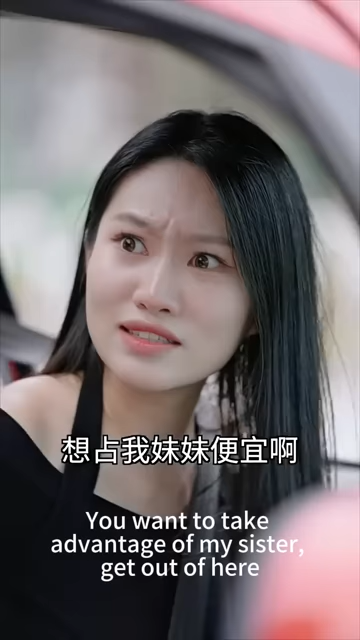 想占我妹妹便宜啊
You want to take
advantage of my sister,
get out of here